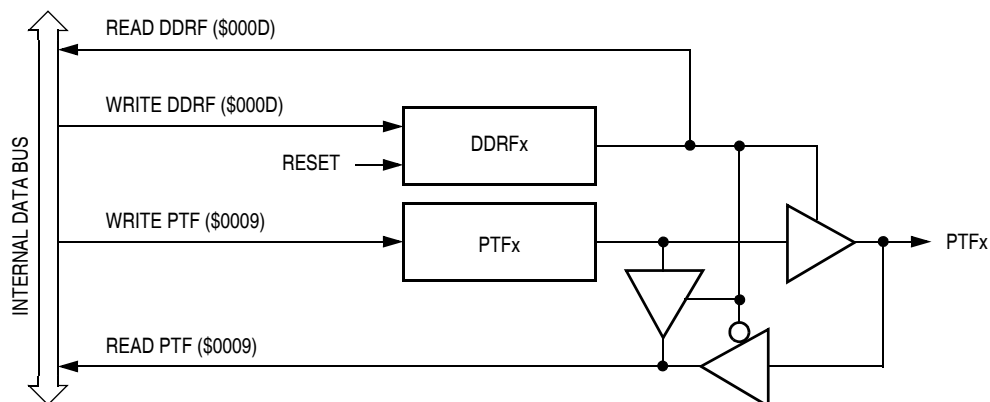 READ DDRF ($000D)
WRITE DDRF ($000D)
DDRFx
RESET
WRITE PTF ($0009)
PTFx
PTFx
READ PTF ($0009)
INTERNAL DATA BUS